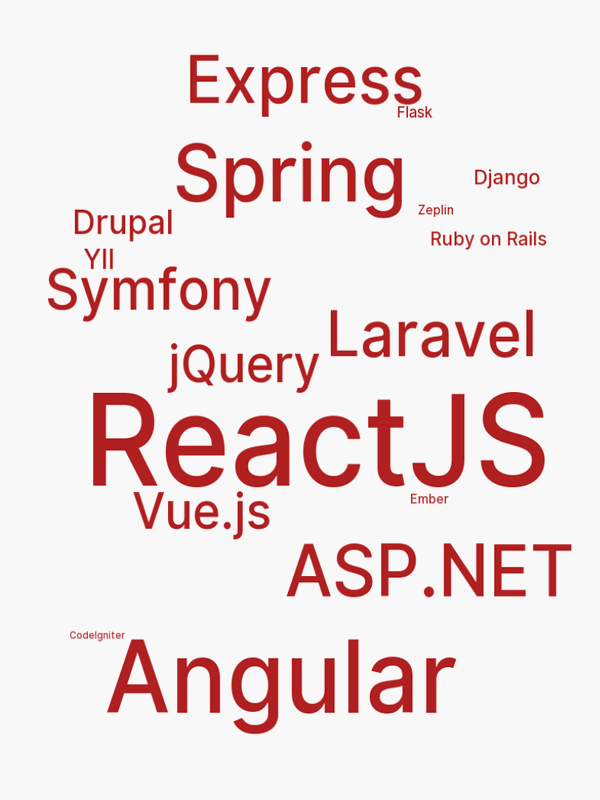 Express
Flask
Spring
Django
Zeplin
Drupal
Ruby on Rails
YII
Symfony
Laravel
jQuery
ReactJS
Ember
Vue.js
ASP.NET
CodeIgniter
Angular